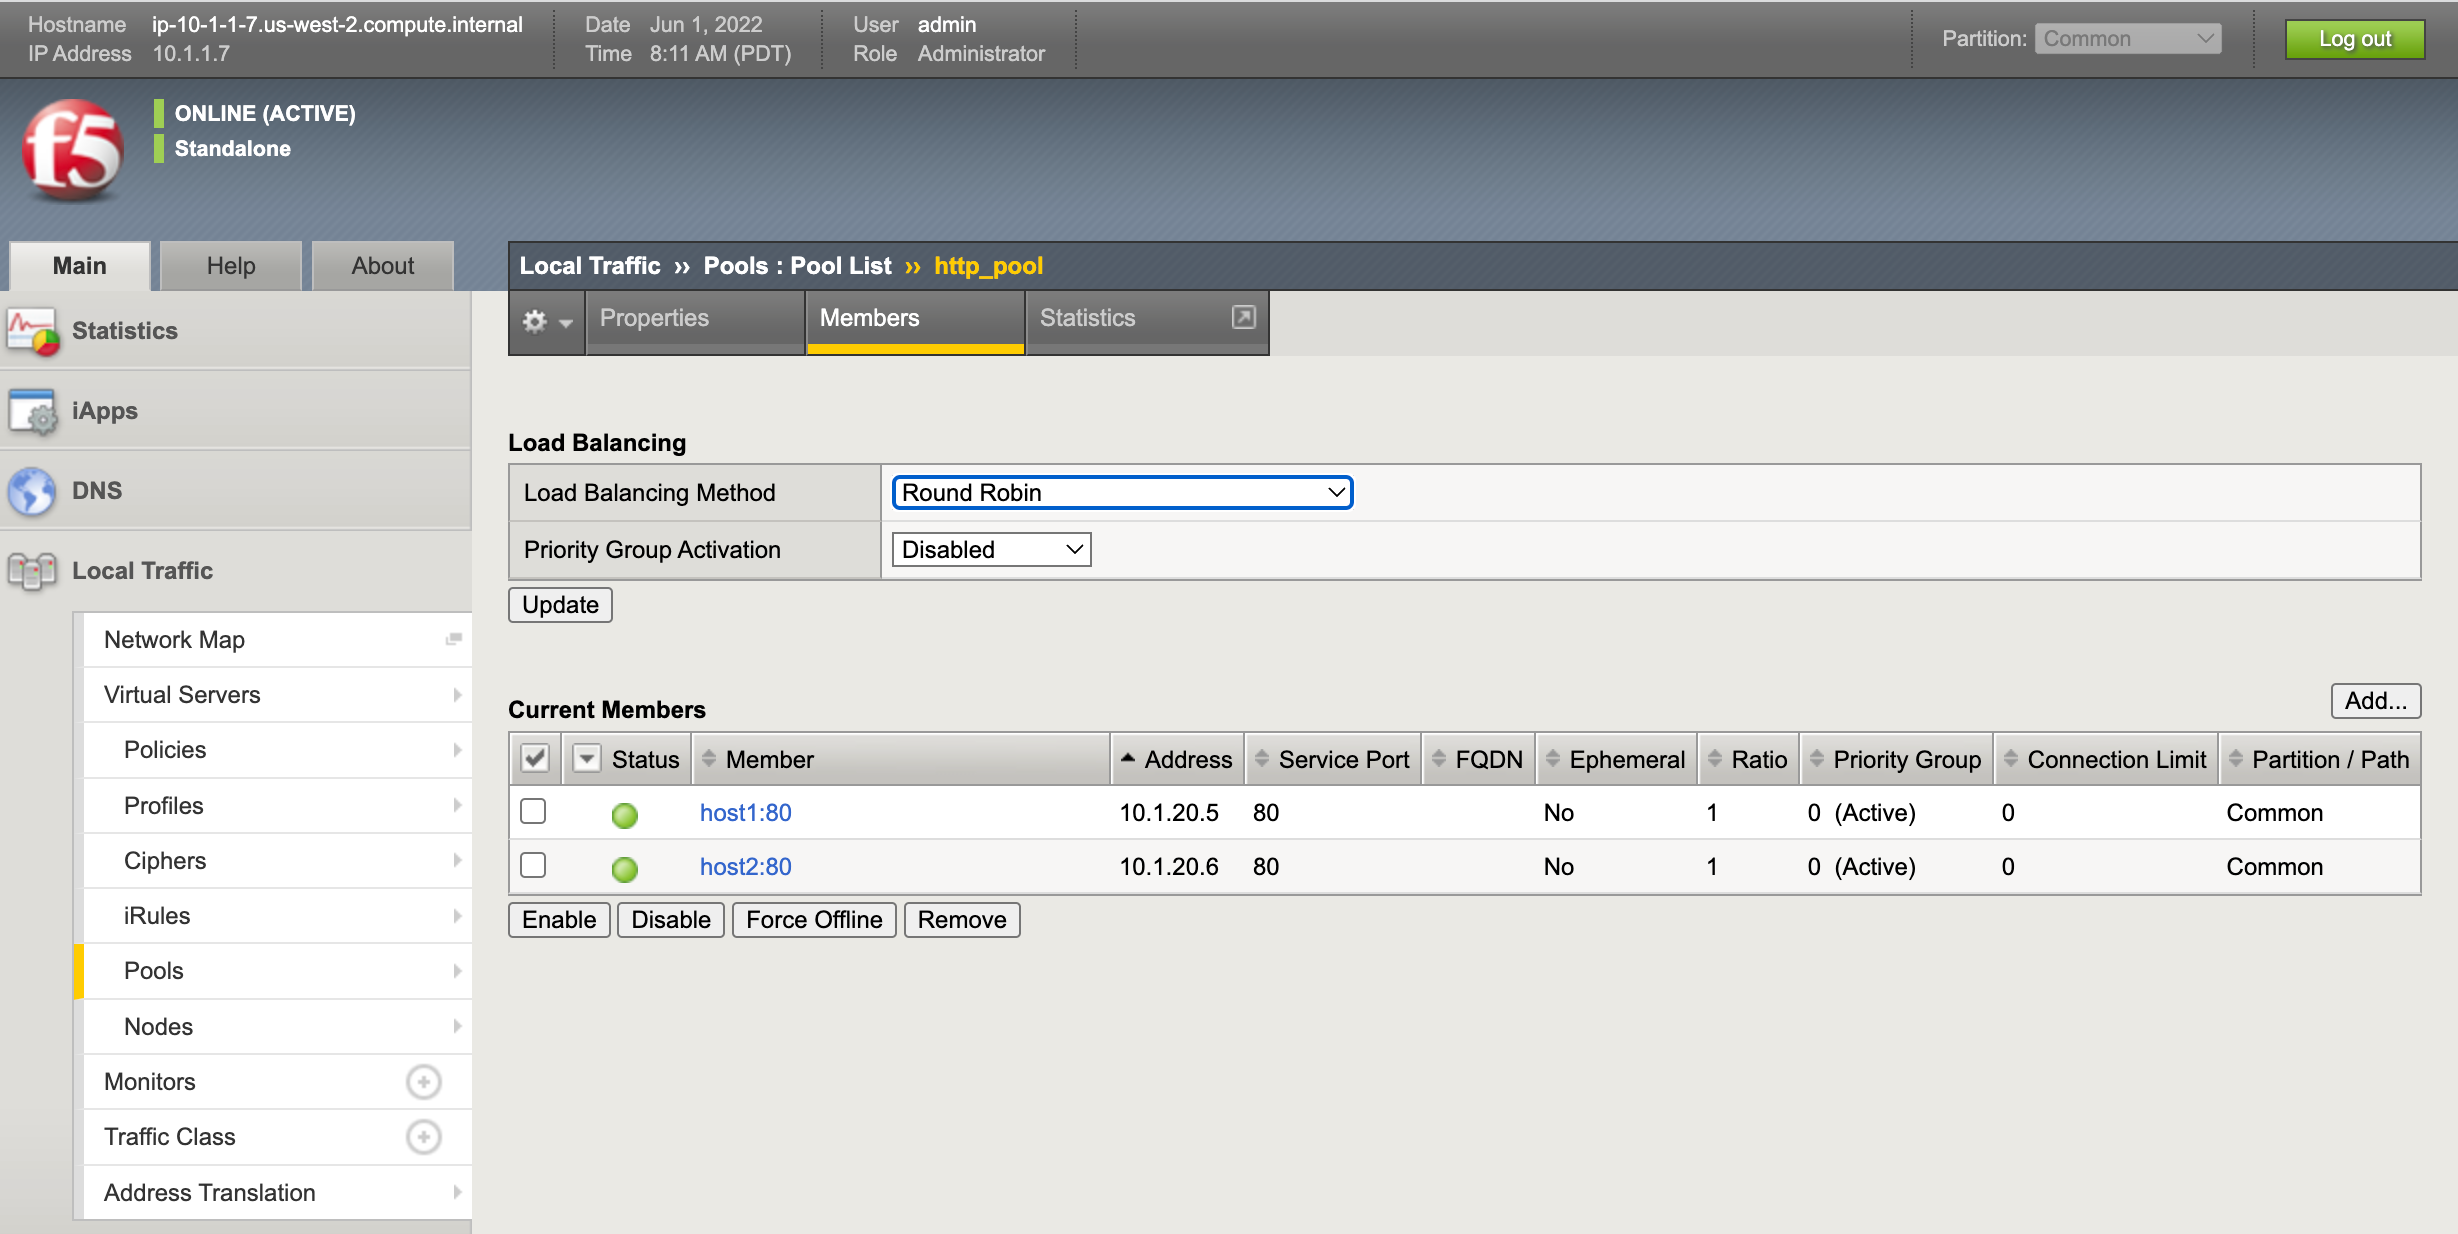 Hostname ip-10-1-1-7.us-west-2.compute.internal Date Jun 1, 2022 User admin
IP Address 10.1.1.7 Time 8:11 AM (PDT) Role Administrator
Partition: Common Log out
f5
ONLINE (ACTIVE)
Standalone
Main Help About
Local Traffic ›› Pools : Pool List ›› http_pool
Properties Members Statistics
Statistics
iApps
DNS
Local Traffic
Network Map
Virtual Servers
Policies
Profiles
Ciphers
iRules
Pools
Nodes
Monitors
Traffic Class
Address Translation
Load Balancing
Load Balancing Method Round Robin
Priority Group Activation Disabled
Update
Current Members Add...
Status Member Address Service Port FQDN Ephemeral Ratio Priority Group Connection Limit Partition / Path
host1:80 10.1.20.5 80 No 1 0 (Active) 0 Common
host2:80 10.1.20.6 80 No 1 0 (Active) 0 Common
Enable Disable Force Offline Remove